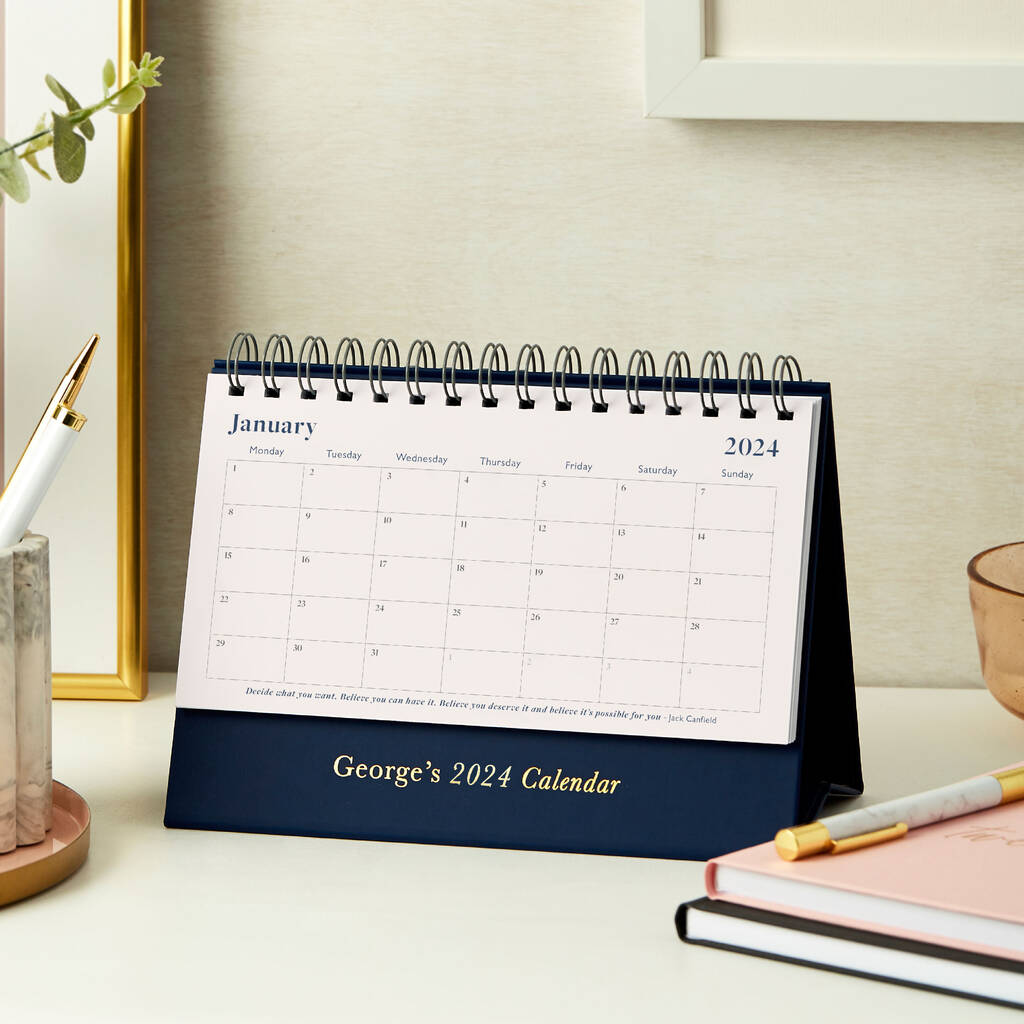 January
2024
Monday Tuesday Wednesday Thursday Friday Saturday Sunday
1 2 3 4 5 6 7
8 9 10 11 12 13 14
15 16 17 18 19 20 21
22 23 24 25 26 27 28
29 30 31 1 2 3 4
Decide what you want. Believe you can have it. Believe you deserve it and believe it's possible for you - Jack Canfield
George's 2024 Calendar